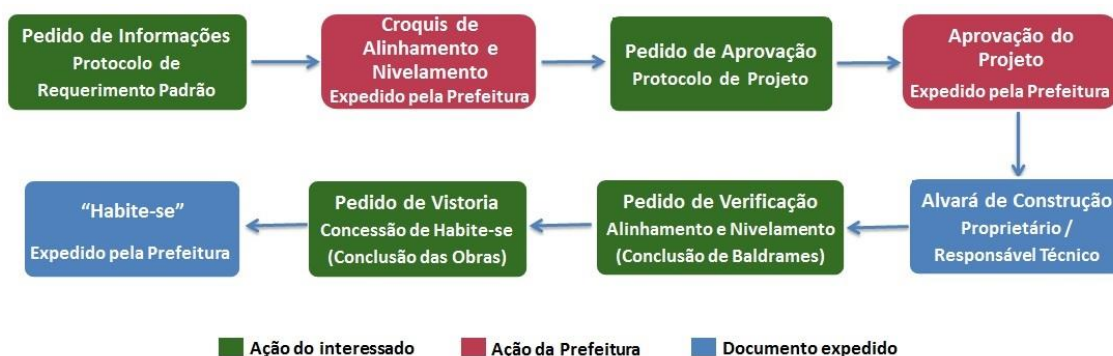 Pedido de Informações
Protocolo de
Requerimento Padrão
Croquis de
Alinhamento e
Nivelamento
Expedido pela Prefeitura
Pedido de Aprovação
Protocolo de Projeto
Aprovação do
Projeto
Expedido pela Prefeitura
Alvará de Construção
Proprietário /
Responsável Técnico
Pedido de Verificação
Alinhamento e Nivelamento
(Conclusão de Baldrames)
Pedido de Vistoria
Concessão de Habite-se
(Conclusão das Obras)
“Habite-se”
Expedido pela Prefeitura
Ação do interessado
Ação da Prefeitura
Documento expedido